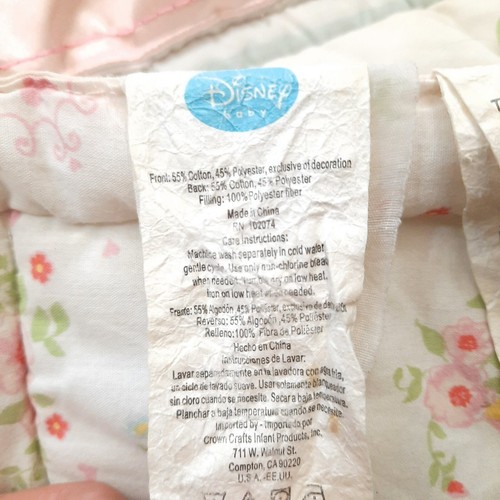 Disney
baby
Front: 55% Cotton, 45% Polyester, exclusive of decoration
Back: 55% Cotton, 45% Polyester
Filling: 100% Polyester fiber
Made in China
RN 102074
Care Instructions:
Machine wash separately in cold water
gentle cycle. Use only non-chlorine bleach
when needed. Tumble dry on low heat.
Iron on low heat as needed.
Frente: 55% Algodón, 45% Poliéster, exclusivo de
Reverso: 55% Algodón, 45% Poliéster
Relleno: 100% Fibra de Poliéster
Hecho en China
Instrucciones de Lavar:
Lavar separadamente en la lavadora con agua fría,
un ciclo de lavado suave. Use solamente blanqueador
sin cloro cuando se necesite. Secar a baja temperatura.
Planchar a baja temperatura cuando se necesite.
Imported by - Importado por
Crown Crafts Infant Products, Inc.
711 W. Walnut St.
Compton, CA 90220
U.S.A.-EE.UU.